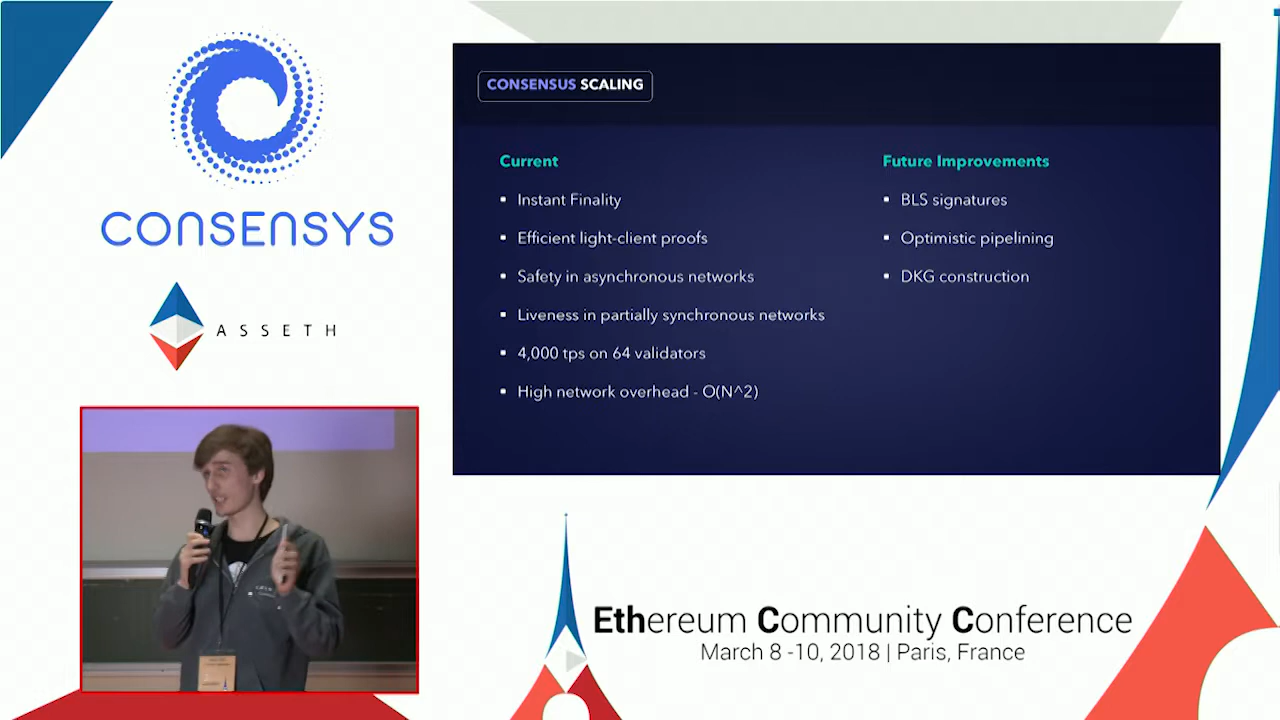 CONSENSYS
ASSETH
CONSENSUS SCALING
Current
Instant Finality
Efficient light-client proofs
Safety in asynchronous networks
Liveness in partially synchronous networks
4,000 tps on 64 validators
High network overhead - O(N^2)
Future Improvements
BLS signatures
Optimistic pipelining
DKG construction
Ethereum Community Conference
March 8 -10, 2018 | Paris, France